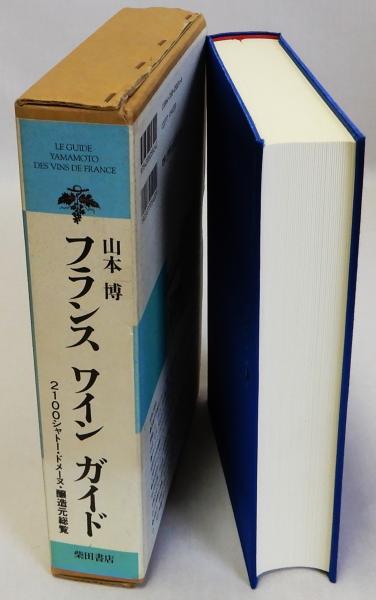 LE GUIDE
YAMAMOTO
DES VINS DE FRANCE
山本 博
フランス ワイン ガイド
2100シャトー・ドメーヌ・醸造元総覧
柴田書店